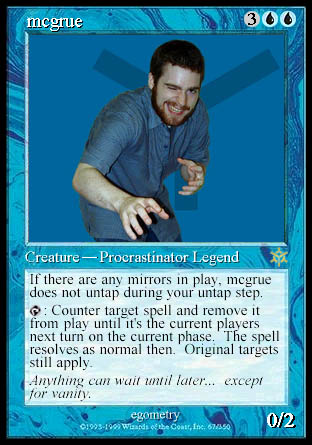 mcgrue 3
Creature — Procrastinator Legend
If there are any mirrors in play, mcgrue
does not untap during your untap step.
: Counter target spell and remove it
from play until it's the current players
next turn on the current phase. The spell
resolves as normal then. Original targets
still apply.
Anything can wait until later... except
for vanity.
egometry
©1993-1999 Wizards of the Coast, Inc. 67/350
0/2